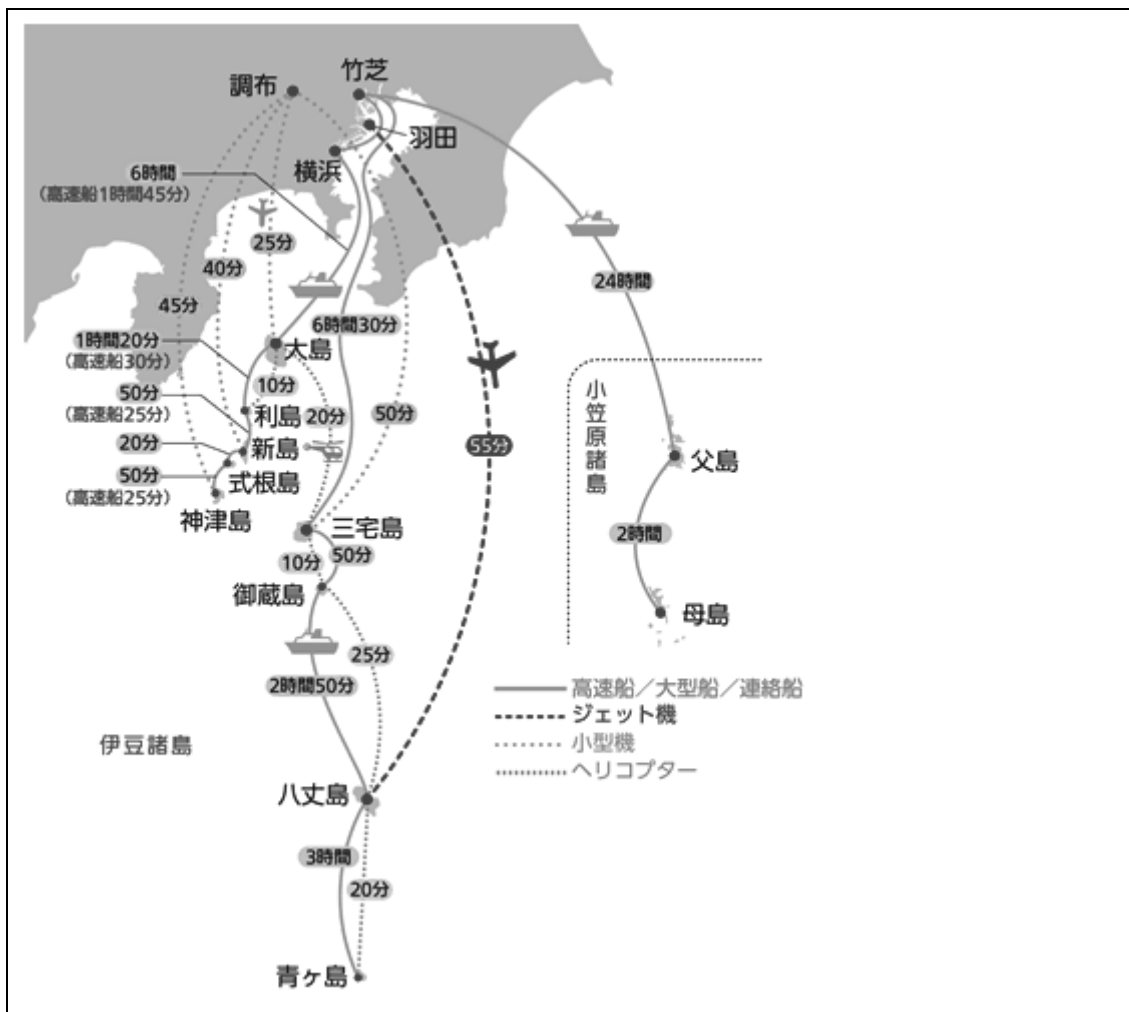 竹芝
調布
羽田
横浜
6時間
（高速船1時間45分）
25分
40分
24時間
45分
6時間30分
1時間20分
（高速船30分）
大島
10分
50分
（高速船25分）
利島
20分
50分
55分
小笠原諸島
20分
新島
父島
50分
（高速船25分）
式根島
神津島
三宅島
2時間
10分
50分
御蔵島
母島
25分
2時間50分
高速船／大型船／連絡船
ジェット機
小型機
ヘリコプター
伊豆諸島
八丈島
3時間
20分
青ヶ島